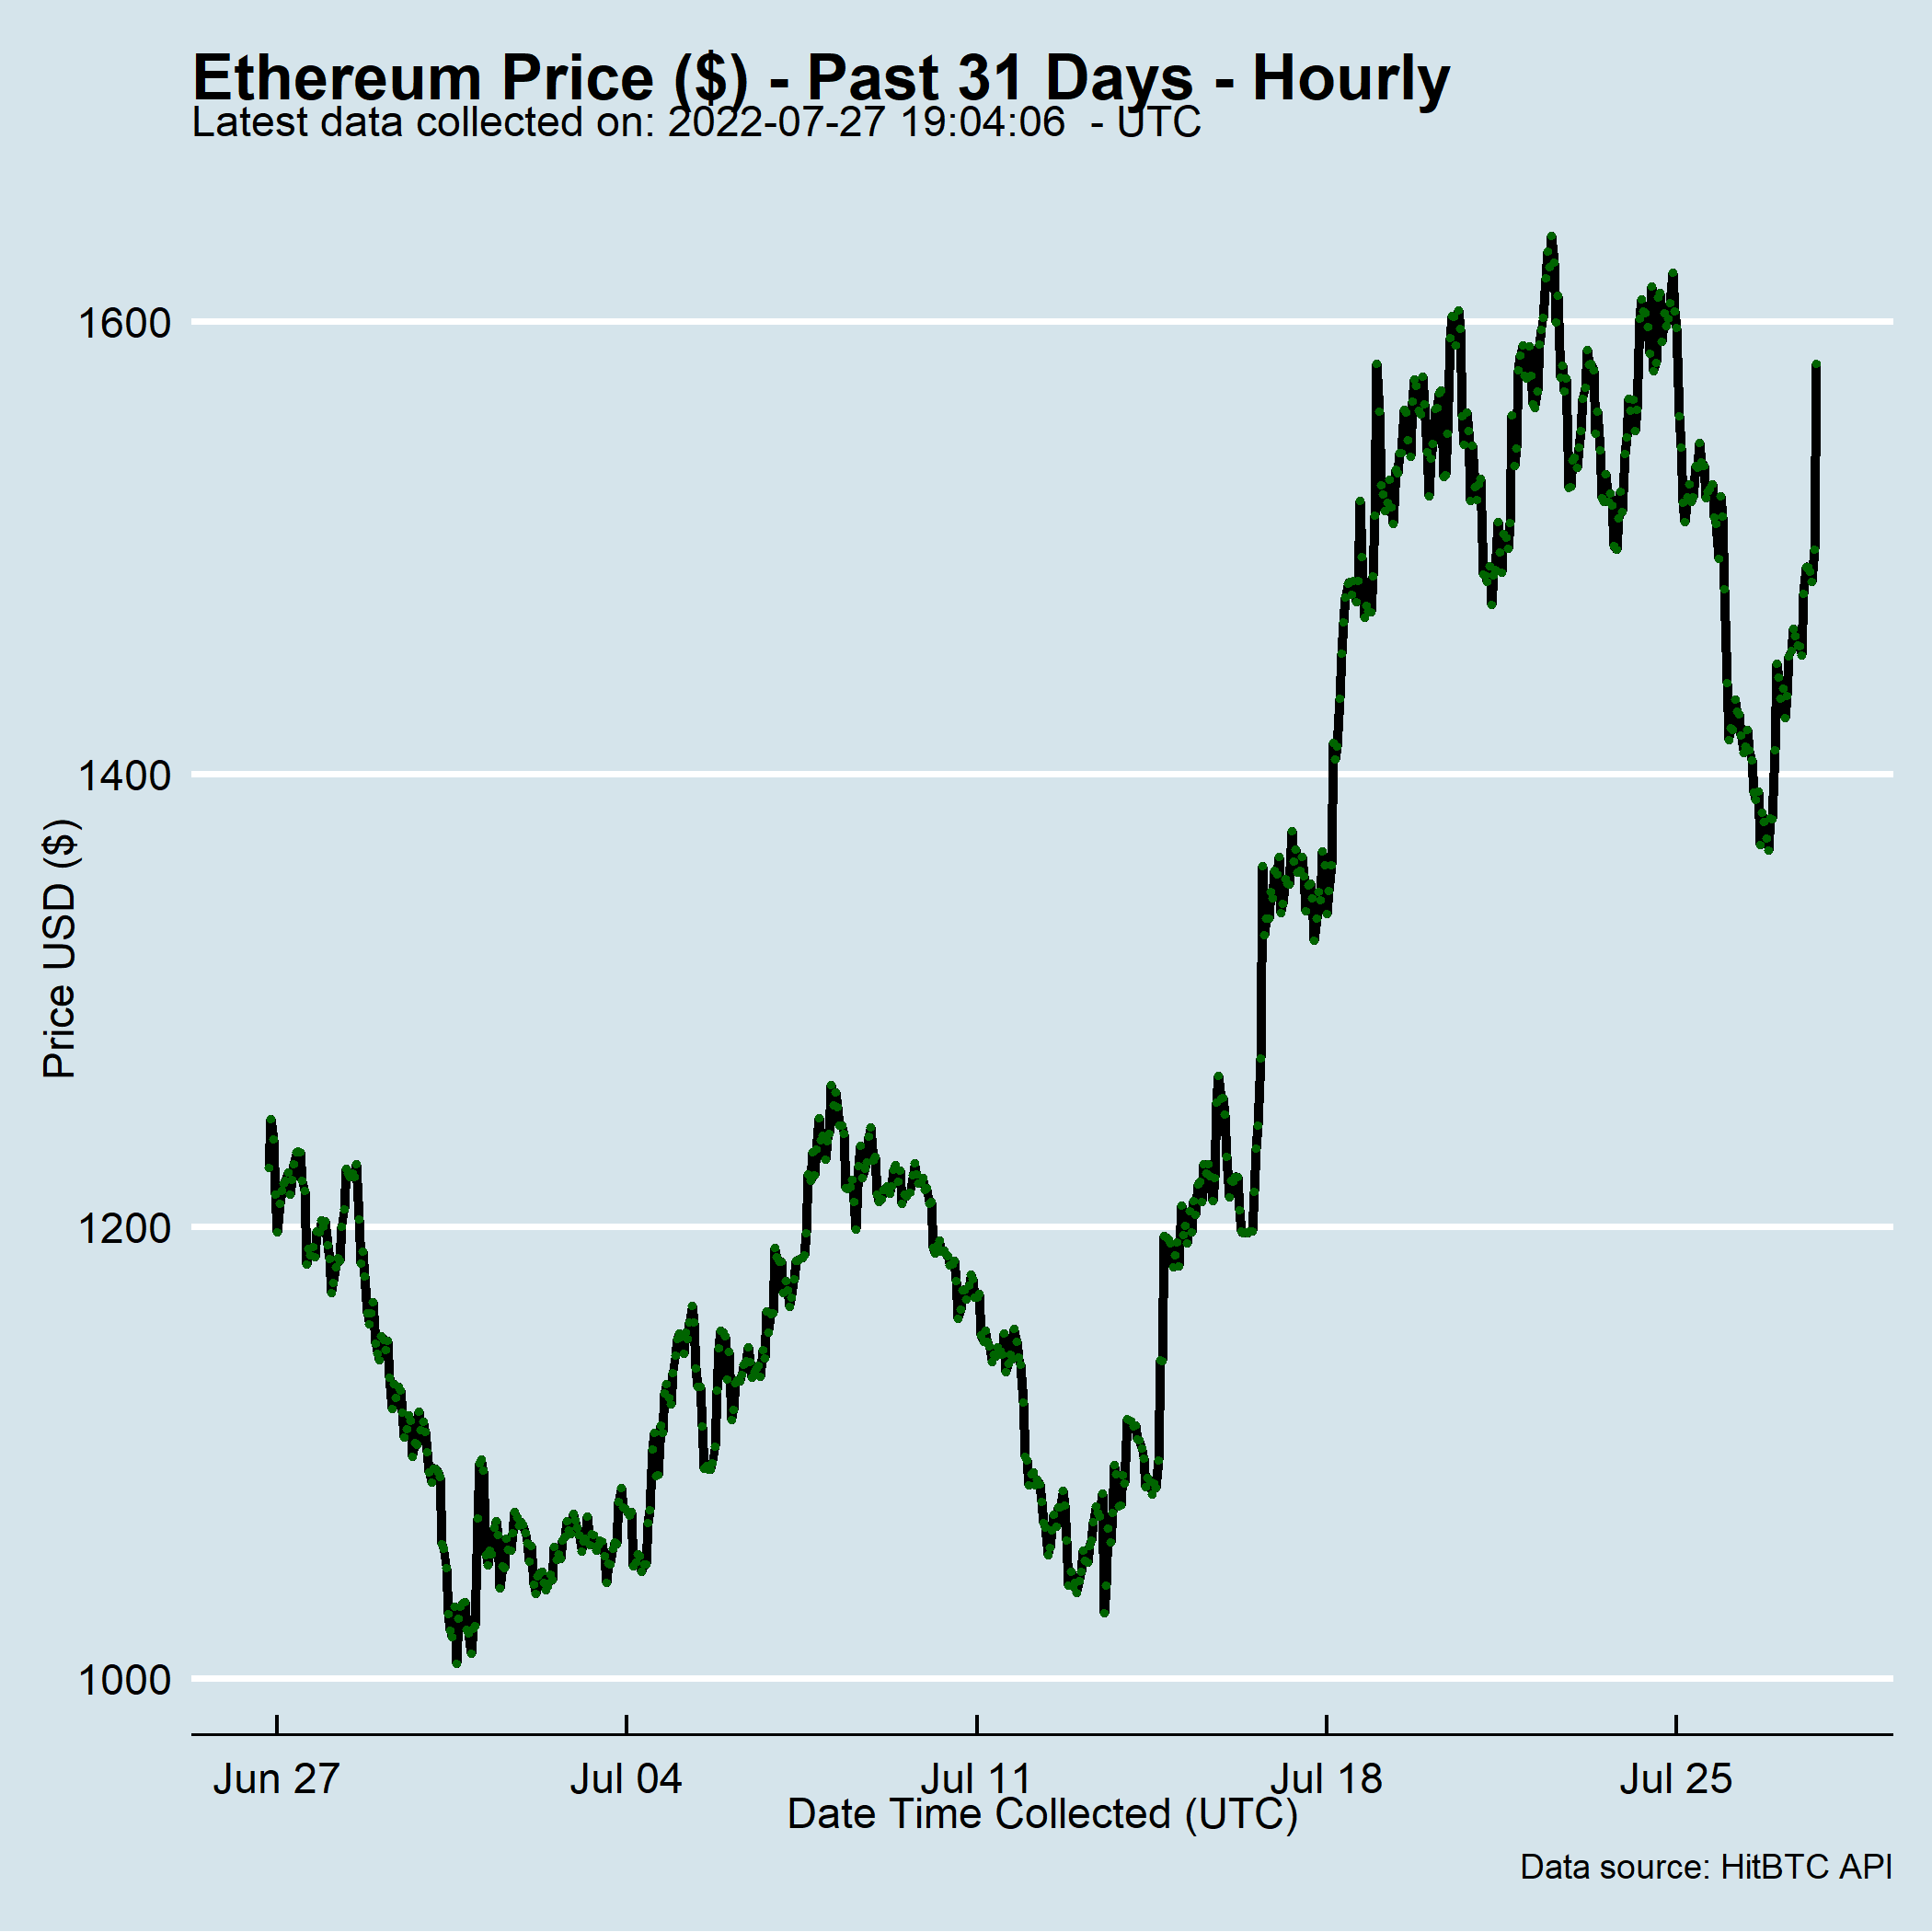 Ethereum Price ($) - Past 31 Days - Hourly
Latest data collected on: 2022-07-27 19:04:06  - UTC
1600
1400
1200
1000
Price USD ($)
Jun 27 Jul 04 Jul 11 Jul 18 Jul 25
Date Time Collected (UTC)
Data source: HitBTC API